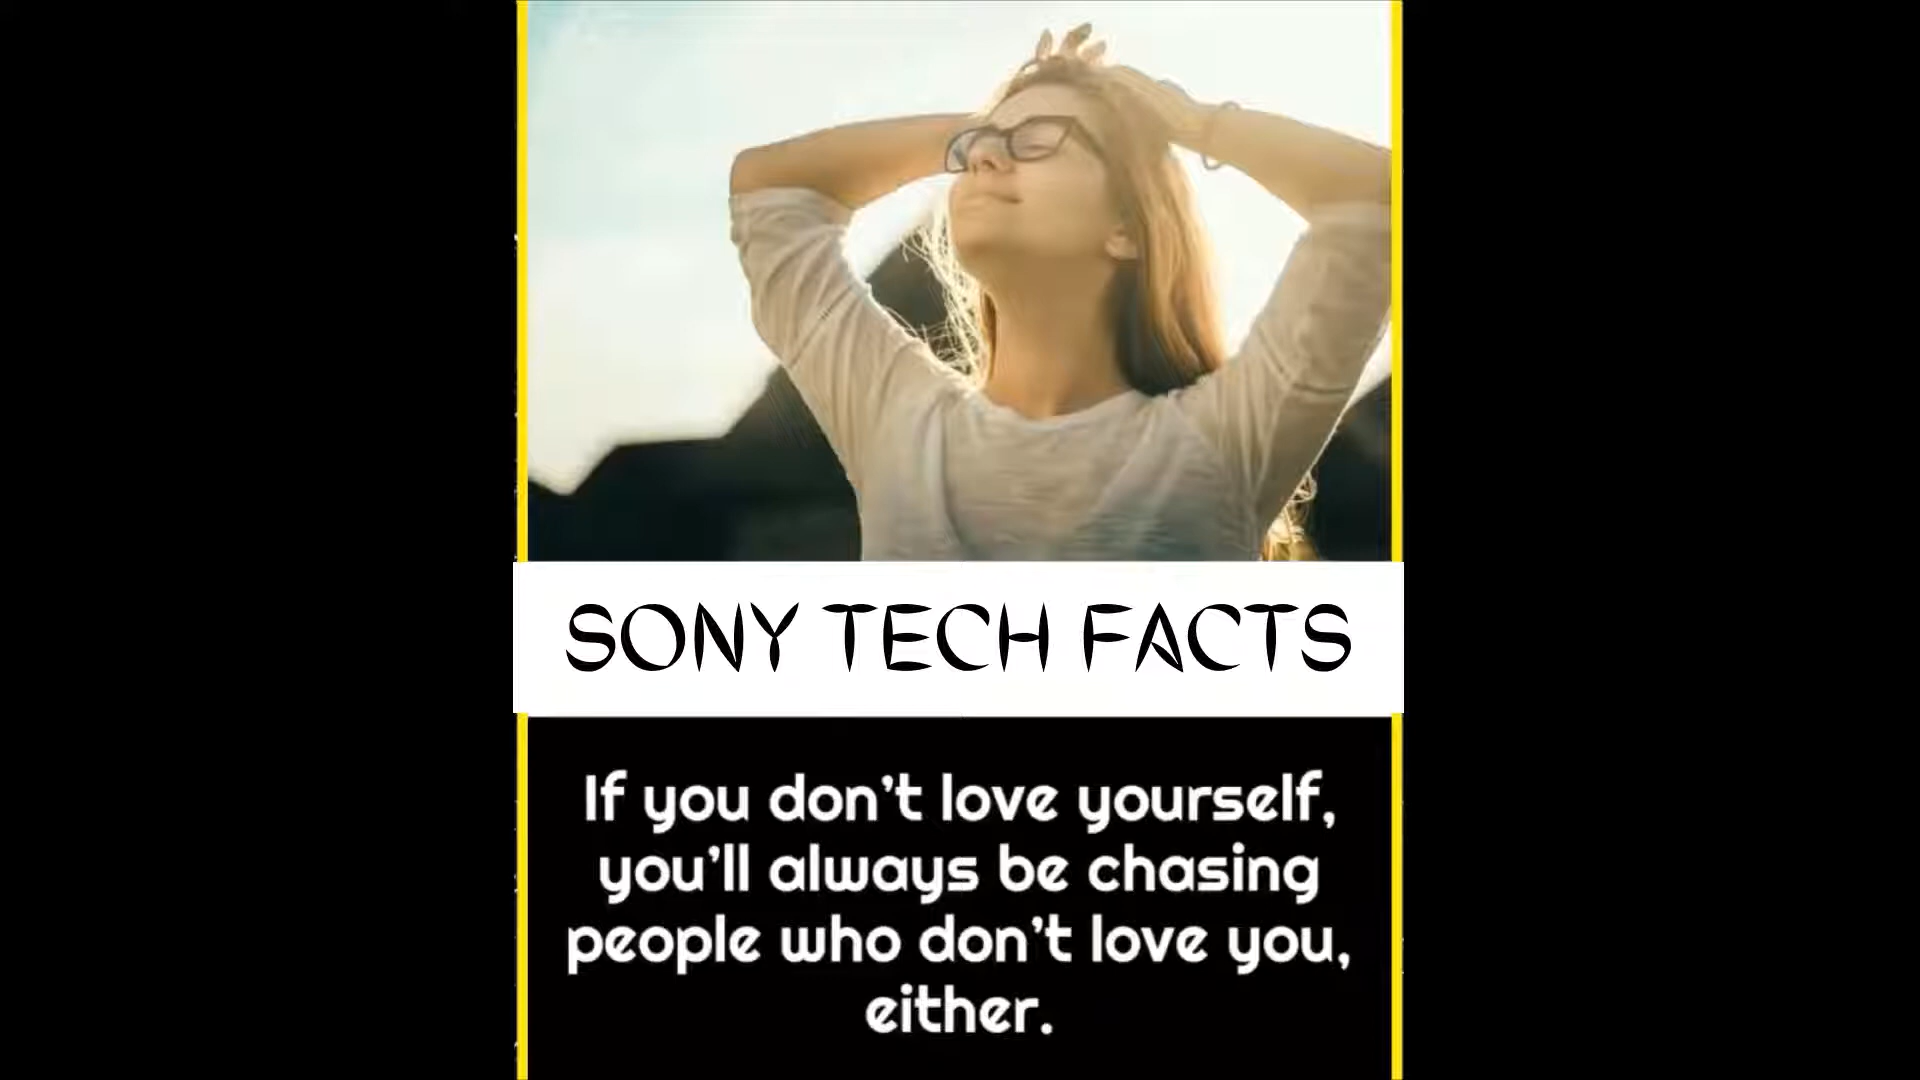 SONY TECH FACTS
If you don't love yourself,
you'll always be chasing
people who don't love you,
either.